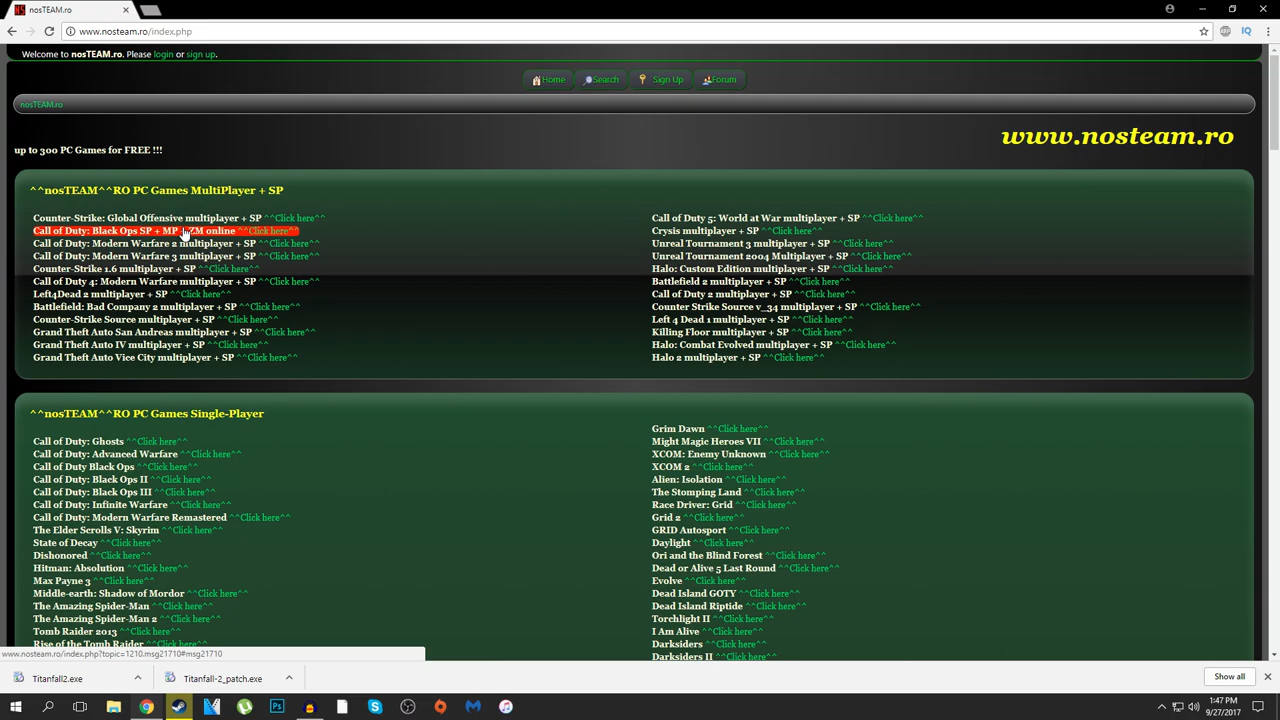 nosTEAM.ro
www.nosteam.ro/index.php
Welcome to nosTEAM.ro. Please login or sign up.
Home
Search
Sign Up
Forum
nosTEAM.ro
www.nosteam.ro
up to 300 PC Games for FREE !!!
^^nosTEAM^^RO PC Games MultiPlayer + SP
Counter-Strike: Global Offensive multiplayer + SP ^^Click here^^
Call of Duty: Black Ops SP + MP + ZM online ^^Click here^^
Call of Duty: Modern Warfare 2 multiplayer + SP ^^Click here^^
Call of Duty: Modern Warfare 3 multiplayer + SP ^^Click here^^
Counter-Strike 1.6 multiplayer + SP ^^Click here^^
Call of Duty 4: Modern Warfare multiplayer + SP ^^Click here^^
Left4Dead 2 multiplayer + SP ^^Click here^^
Battlefield: Bad Company 2 multiplayer + SP ^^Click here^^
Counter-Strike Source multiplayer + SP ^^Click here^^
Grand Theft Auto San Andreas multiplayer + SP ^^Click here^^
Grand Theft Auto IV multiplayer + SP ^^Click here^^
Grand Theft Auto Vice City multiplayer + SP ^^Click here^^
Call of Duty 5: World at War multiplayer + SP ^^Click here^^
Crysis multiplayer + SP ^^Click here^^
Unreal Tournament 3 multiplayer + SP ^^Click here^^
Unreal Tournament 2004 Multiplayer + SP ^^Click here^^
Halo: Custom Edition multiplayer + SP ^^Click here^^
Battlefield 2 multiplayer + SP ^^Click here^^
Call of Duty 2 multiplayer + SP ^^Click here^^
Counter Strike Source v_34 multiplayer + SP ^^Click here^^
Left 4 Dead 1 multiplayer + SP ^^Click here^^
Killing Floor multiplayer + SP ^^Click here^^
Halo: Combat Evolved multiplayer + SP ^^Click here^^
Halo 2 multiplayer + SP ^^Click here^^
^^nosTEAM^^RO PC Games Single-Player
Call of Duty: Ghosts ^^Click here^^
Call of Duty: Advanced Warfare ^^Click here^^
Call of Duty Black Ops ^^Click here^^
Call of Duty: Black Ops II ^^Click here^^
Call of Duty: Black Ops III ^^Click here^^
Call of Duty: Infinite Warfare ^^Click here^^
Call of Duty: Modern Warfare Remastered ^^Click here^^
The Elder Scrolls V: Skyrim ^^Click here^^
State of Decay ^^Click here^^
Dishonored ^^Click here^^
Hitman: Absolution ^^Click here^^
Max Payne 3 ^^Click here^^
Middle-earth: Shadow of Mordor ^^Click here^^
The Amazing Spider-Man ^^Click here^^
The Amazing Spider-Man 2 ^^Click here^^
Tomb Raider 2013 ^^Click here^^
Rise of the Tomb Raider ^^Click here^^
Grim Dawn ^^Click here^^
Might Magic Heroes VII ^^Click here^^
XCOM: Enemy Unknown ^^Click here^^
XCOM 2 ^^Click here^^
Alien: Isolation ^^Click here^^
The Stomping Land ^^Click here^^
Race Driver: Grid ^^Click here^^
Grid 2 ^^Click here^^
GRID Autosport ^^Click here^^
Daylight ^^Click here^^
Ori and the Blind Forest ^^Click here^^
Dead or Alive 5 Last Round ^^Click here^^
Evolve ^^Click here^^
Dead Island GOTY ^^Click here^^
Dead Island Riptide ^^Click here^^
Torchlight II ^^Click here^^
I Am Alive ^^Click here^^
Darksiders ^^Click here^^
Darksiders II ^^Click here^^
www.nosteam.ro/index.php?topic=1210.msg21710#msg21710
Titanfall2.exe
Titanfall-2_patch.exe
Show all
1:47 PM
9/27/2017